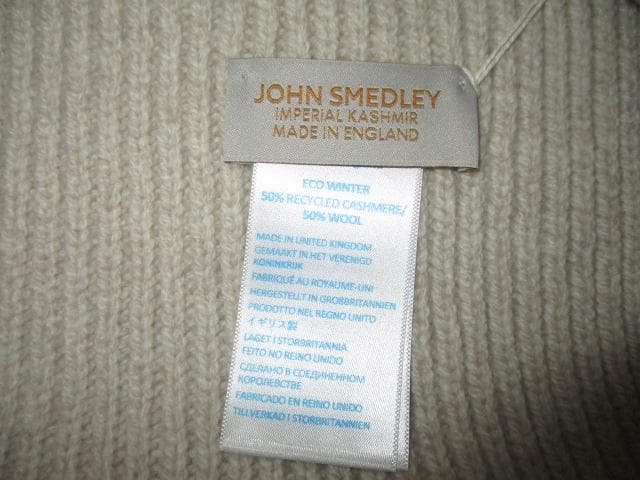 JOHN SMEDLEY
IMPERIAL KASHMIR
MADE IN ENGLAND
ECO WINTER
50% RECYCLED CASHMERE/
50% WOOL
MADE IN UNITED KINGDOM
GEMAAKT IN HET VERENIGD
KONINKRIJK
FABRIQUÉ AU ROYAUME-UNI
HERGESTELLT IN GROßBRITANNIEN
PRODOTTO NEL REGNO UNITO
イギリス製
LAGET I STORBRITANNIA
FEITO NO REINO UNIDO
СДЕЛАНО В СОЕДИНЕННОМ
КОРОЛЕВСТВЕ
FABRICADO EN REINO UNIDO
TILLVERKAD I STORBRITANNIEN